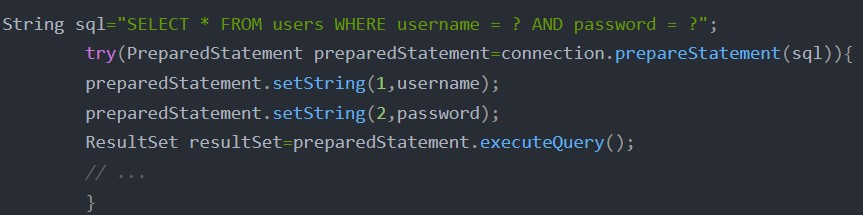 String sql="SELECT * FROM users WHERE username = ? AND password = ?";
try(PreparedStatement preparedStatement=connection.prepareStatement(sql)){
preparedStatement.setString(1,username);
preparedStatement.setString(2,password);
ResultSet resultSet=preparedStatement.executeQuery();
// ...
}